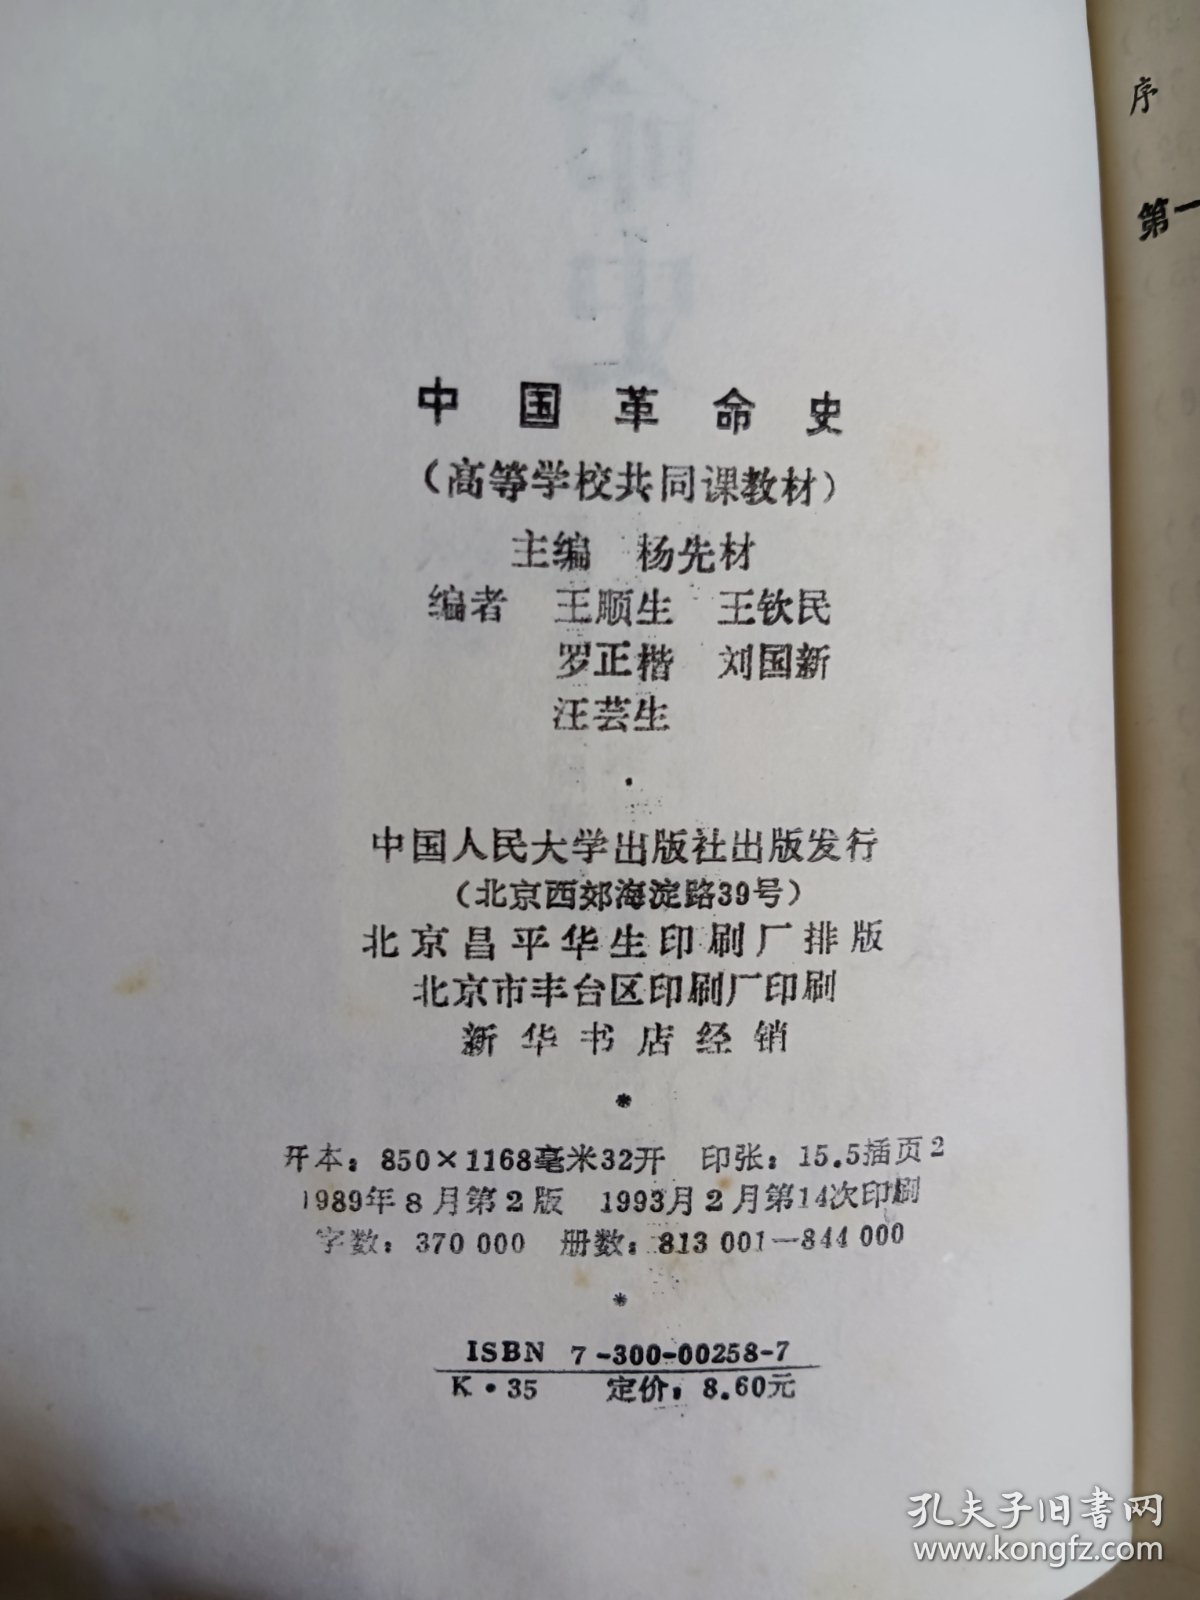 中国革命史
（高等学校共同课教材）
主编 杨先材
编者 王顺生 王钦民
罗正楷 刘国新
汪芸生
中国人民大学出版社出版发行
（北京西郊海淀路39号）
北京昌平华生印刷厂排版
北京市丰台区印刷厂印刷
新华书店经销
*
开本：850×1168毫米32开 印张：15.5插页2
1989年8月第2版 1993年2月第14次印刷
字数：370 000 册数：813 001—844 000
*
ISBN 7-300-00258-7
K·35 定价：8.60元
序
第一
孔夫子旧书网
www.kongfz.com